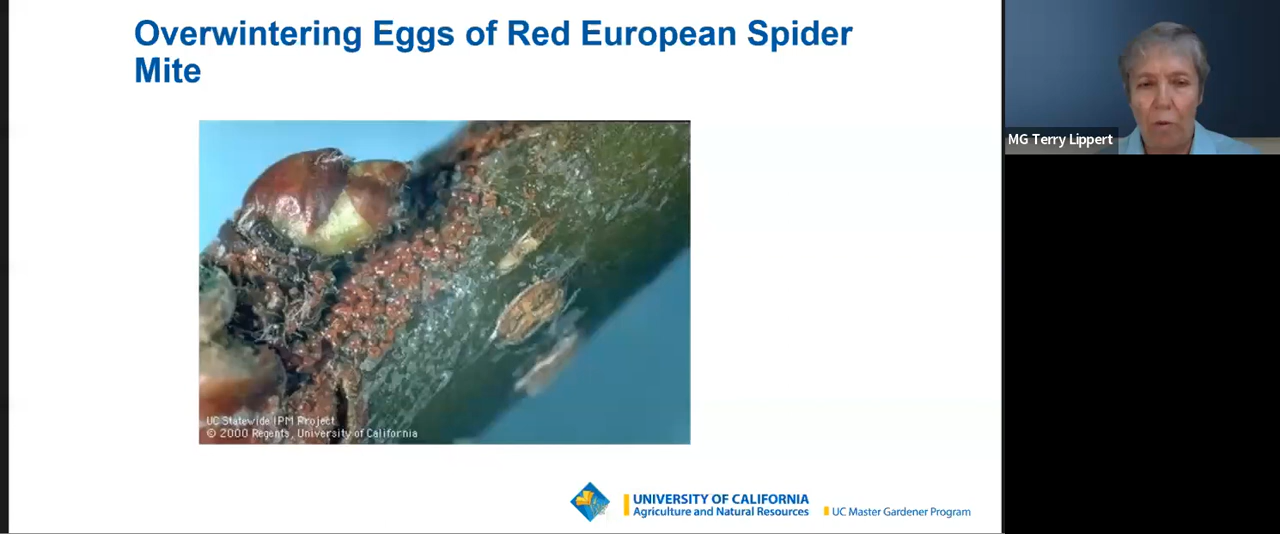 Overwintering Eggs of Red European Spider
Mite
MG Terry Lippert
UC Statewide IPM Project
© 2000 Regents, University of California
UNIVERSITY OF CALIFORNIA
Agriculture and Natural Resources
UC Master Gardener Program